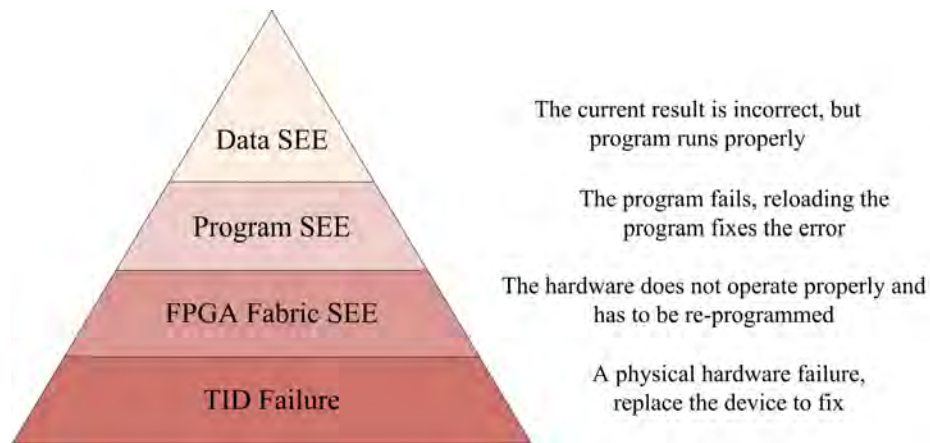 Data SEE
The current result is incorrect, but
program runs properly
Program SEE
The program fails, reloading the
program fixes the error
FPGA Fabric SEE
The hardware does not operate properly and
has to be re-programmed
TID Failure
A physical hardware failure,
replace the device to fix